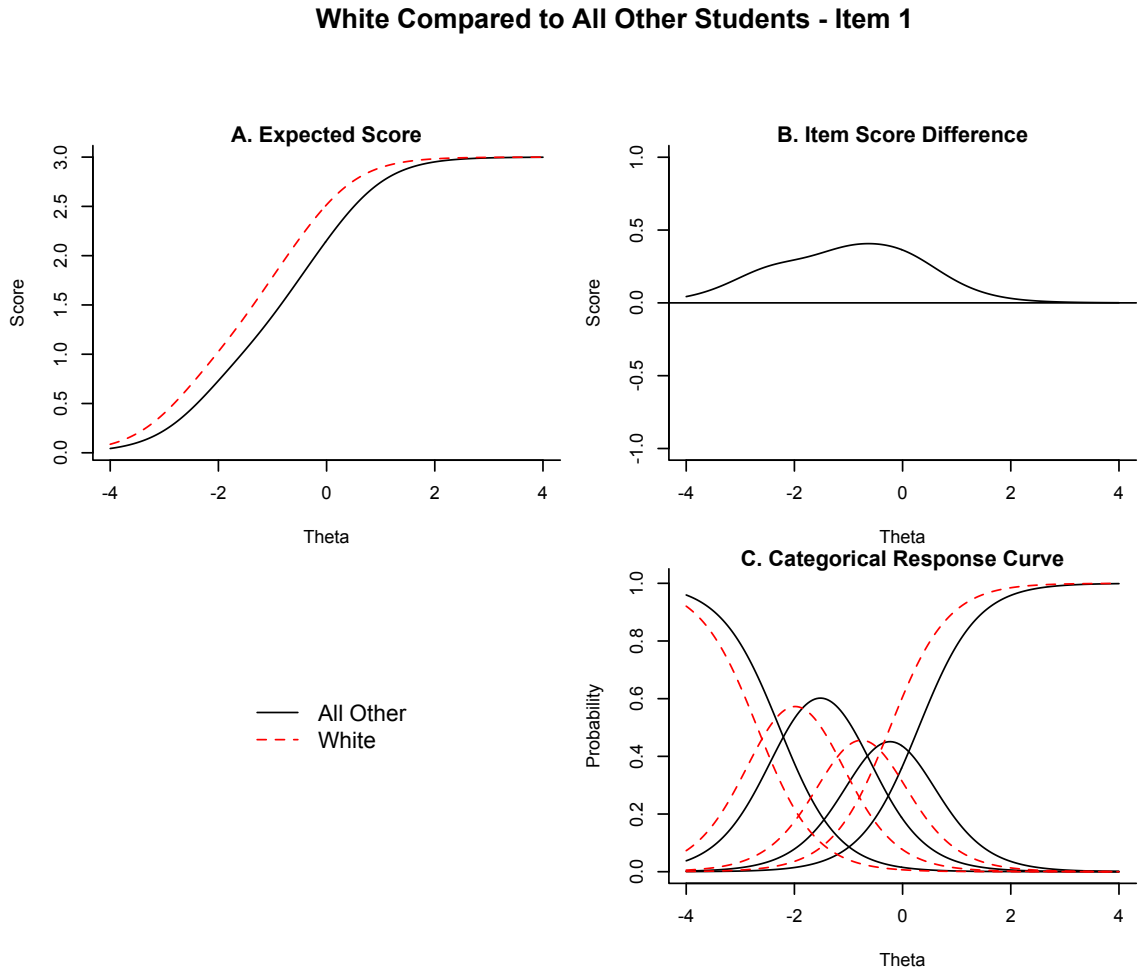 White Compared to All Other Students - Item 1
A. Expected Score
Score
0.0 0.5 1.0 1.5 2.0 2.5 3.0
-4 -2 0 2 4
Theta
B. Item Score Difference
Score
-1.0 -0.5 0.0 0.5 1.0
-4 -2 0 2 4
Theta
All Other
White
C. Categorical Response Curve
Probability
0.0 0.2 0.4 0.6 0.8 1.0
-4 -2 0 2 4
Theta